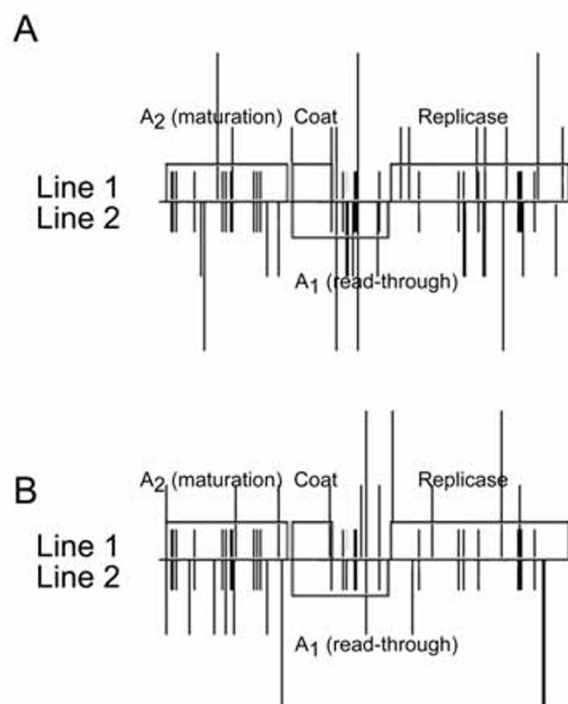 A
A2 (maturation) Coat Replicase
Line 1
Line 2
A1 (read-through)
B
A2 (maturation) Coat Replicase
Line 1
Line 2
A1 (read-through)